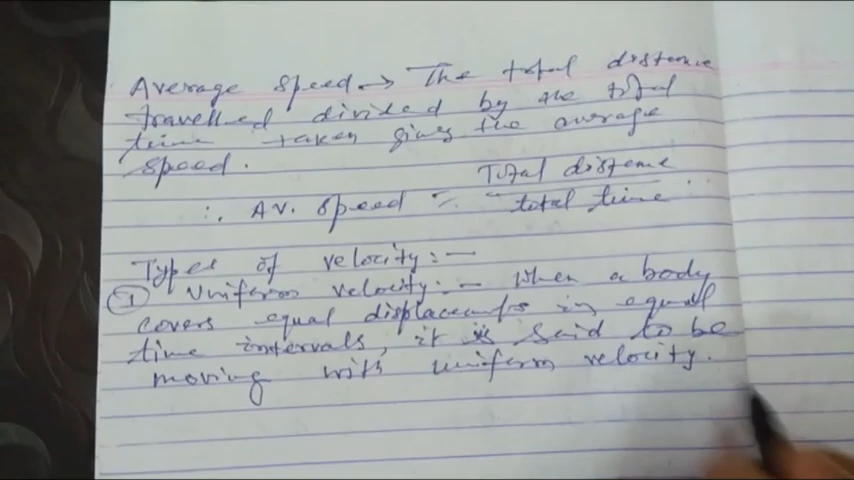 Average speed → The total distance
travelled divided by the total
time taken gives the average
speed.
∴ AV. speed = Total distance
total time
Types of velocity:-
① Uniform velocity:- When a body
covers equal displacements in equal
time intervals, it is said to be
moving with uniform velocity.